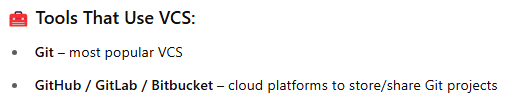 🧰 Tools That Use VCS:
• Git – most popular VCS
• GitHub / GitLab / Bitbucket – cloud platforms to store/share Git projects